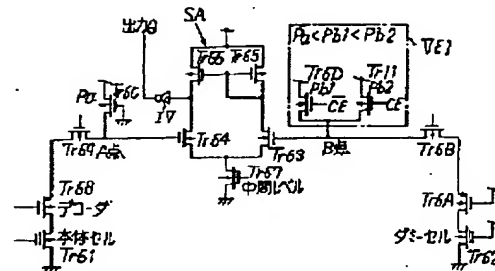 出力口
SA
Pa<Pb1<Pb2
VE1
Tr66
Tr65
Tr6C
Pa
Tr6D
Pb1
CE
Tr11
Pb2
CE
IV
Tr69
A点
Tr64
Tr63
B点
Tr6B
Tr67
中間レベル
Tr68
デコーダ
Tr6A
本体セル
Tr61
ダミーセル
Tr62